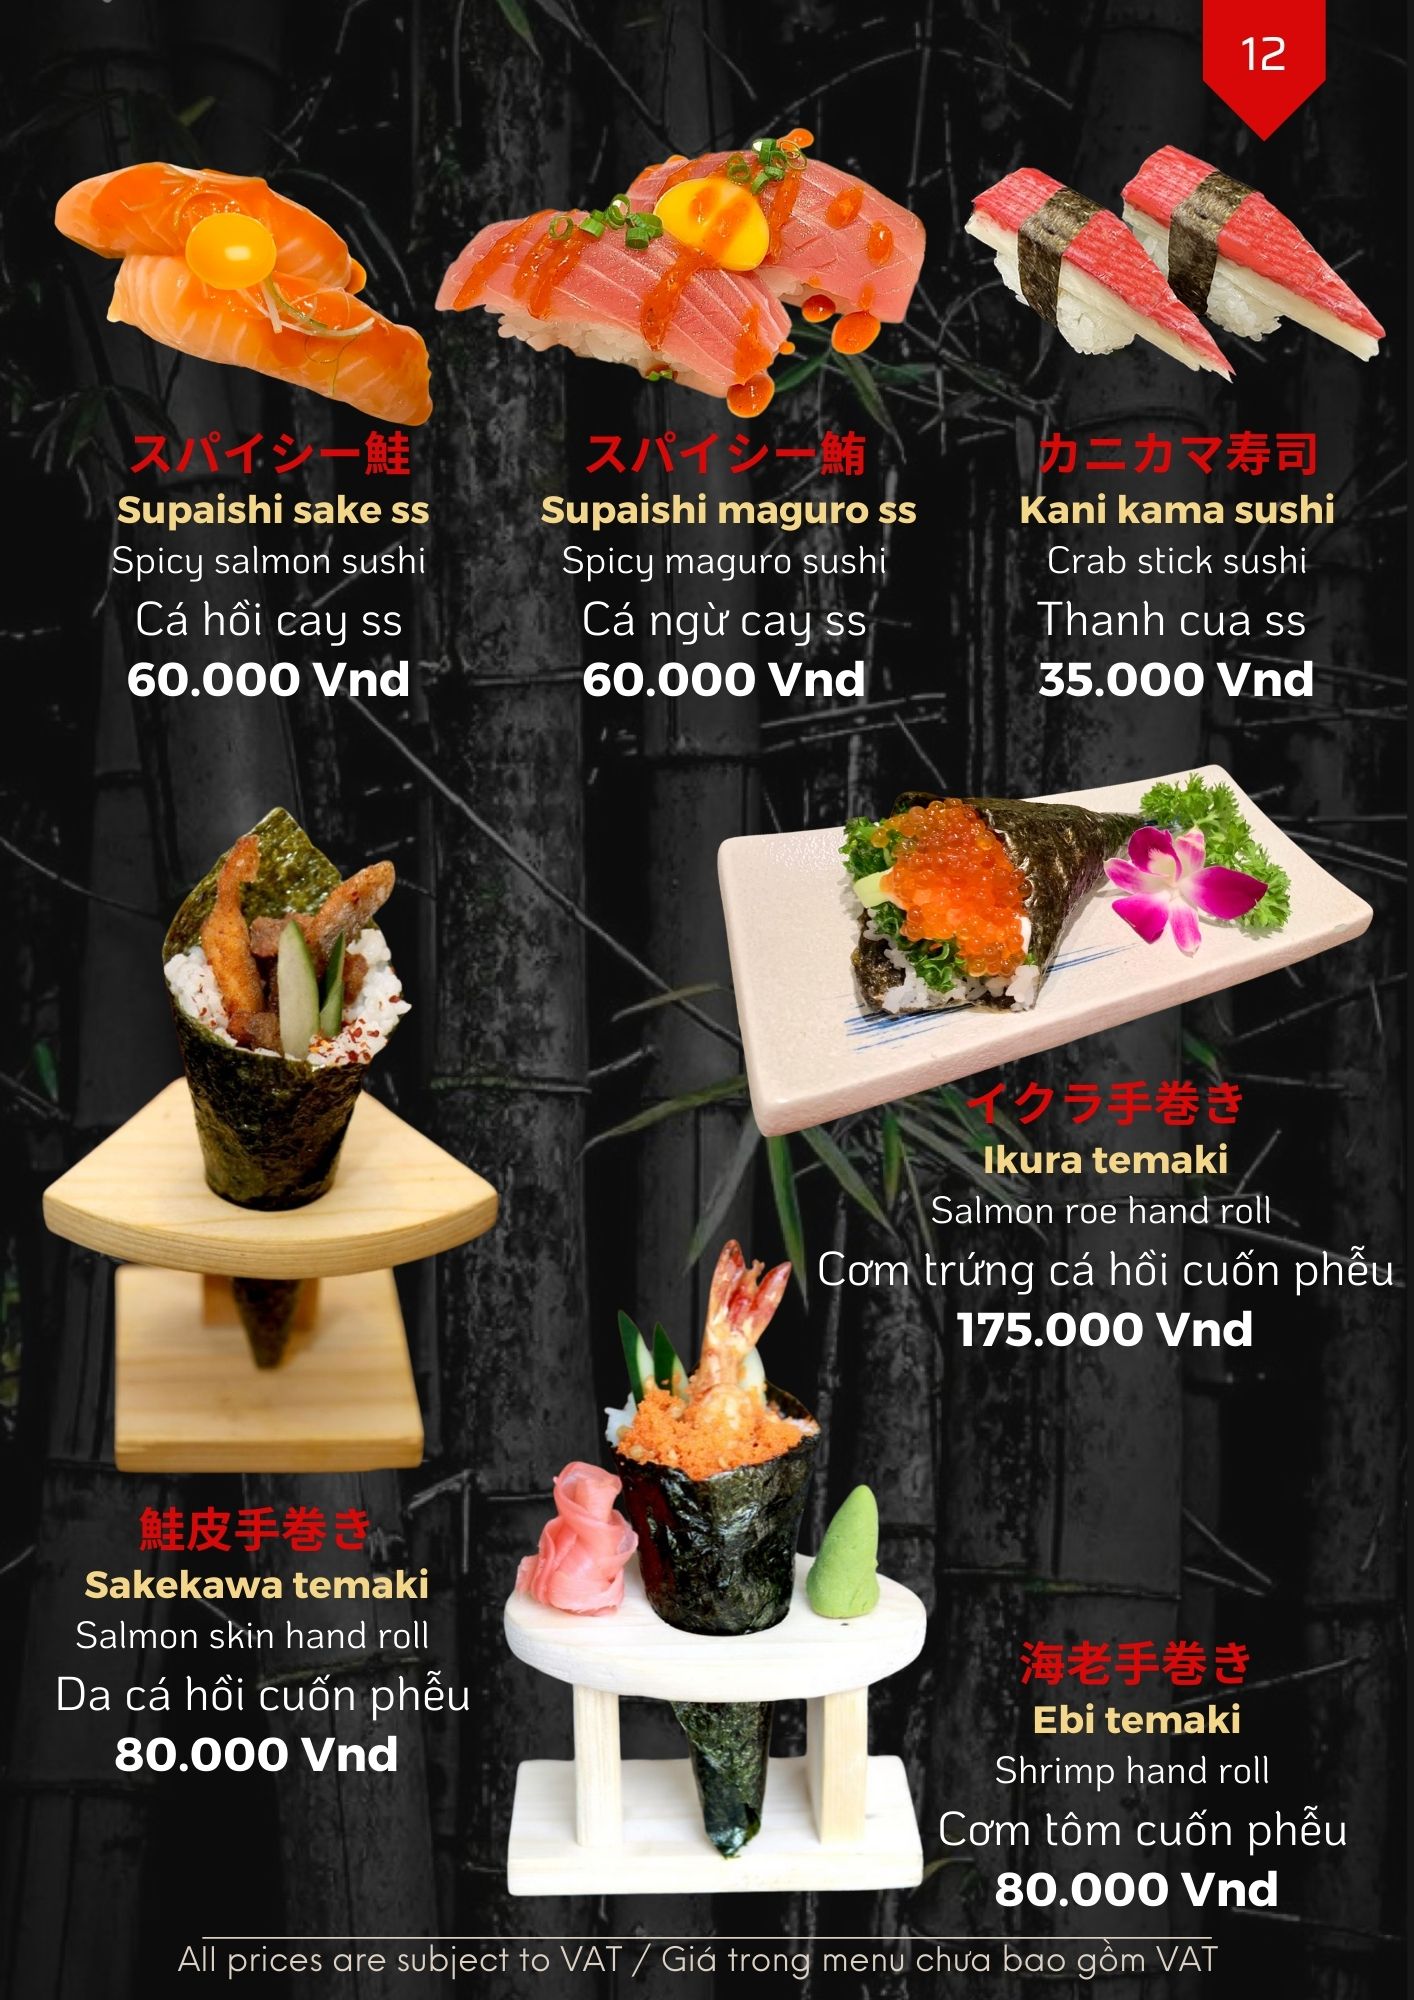 12
スパイシー鮭
Supaishi sake ss
Spicy salmon sushi
Cá hồi cay ss
60.000 Vnd
スパイシー鮪
Supaishi maguro ss
Spicy maguro sushi
Cá ngừ cay ss
60.000 Vnd
カニカマ寿司
Kani kama sushi
Crab stick sushi
Thanh cua ss
35.000 Vnd
イクラ手巻き
Ikura temaki
Salmon roe hand roll
Cơm trứng cá hồi cuốn phễu
175.000 Vnd
鮭皮手巻き
Sakekawa temaki
Salmon skin hand roll
Da cá hồi cuốn phễu
80.000 Vnd
海老手巻き
Ebi temaki
Shrimp hand roll
Cơm tôm cuốn phễu
80.000 Vnd
All prices are subject to VAT / Giá trong menu chưa bao gồm VAT